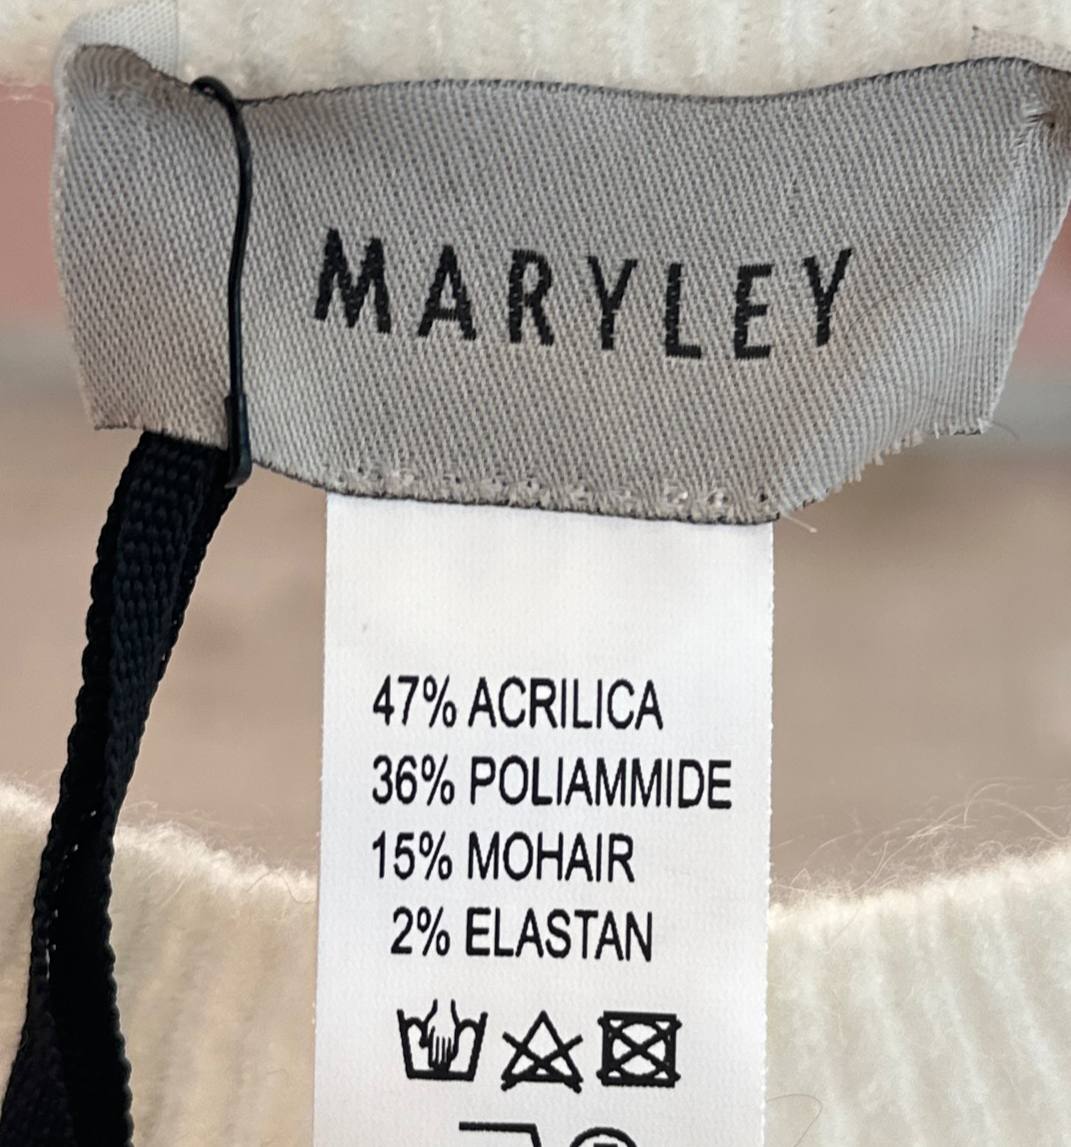 MARYLEY
47% ACRILICA
36% POLIAMMIDE
15% MOHAIR
2% ELASTAN